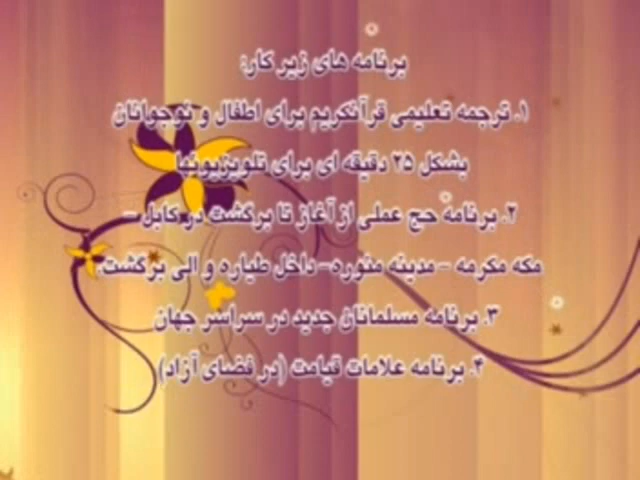 برنامه های زیر کار:
۱. ترجمه تعلیمی قرآنکریم برای اطفال و نوجوانان
بشکل ۲۵ دقیقه ای برای تلویزیونها
۲. برنامه حج عملی از آغاز تا برگشت در کابل –
مکه مکرمه – مدینه منوره- داخل طیاره و الی برگشت.
۳. برنامه مسلمانان جدید در سراسر جهان
۴. برنامه علامات قیامت (در فضای آزاد)